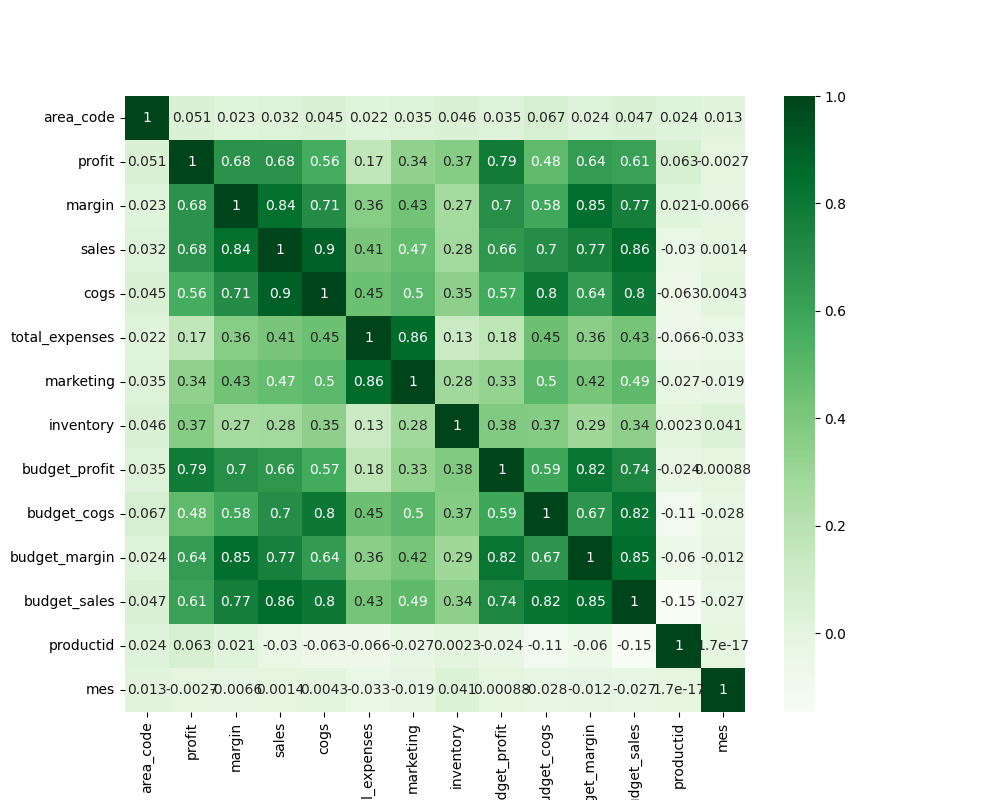 area_code 1 0.051 0.023 0.032 0.045 0.022 0.035 0.046 0.035 0.067 0.024 0.047 0.024 0.013
profit 0.051 1 0.68 0.68 0.56 0.17 0.34 0.37 0.79 0.48 0.64 0.61 0.063 -0.0027
margin 0.023 0.68 1 0.84 0.71 0.36 0.43 0.27 0.7 0.58 0.85 0.77 0.021 -0.0066
sales 0.032 0.68 0.84 1 0.9 0.41 0.47 0.28 0.66 0.7 0.77 0.86 -0.03 0.0014
cogs 0.045 0.56 0.71 0.9 1 0.45 0.5 0.35 0.57 0.8 0.64 0.8 -0.063 0.0043
total_expenses 0.022 0.17 0.36 0.41 0.45 1 0.86 0.13 0.18 0.45 0.36 0.43 -0.066 -0.033
marketing 0.035 0.34 0.43 0.47 0.5 0.86 1 0.28 0.33 0.5 0.42 0.49 -0.027 -0.019
inventory 0.046 0.37 0.27 0.28 0.35 0.13 0.28 1 0.38 0.37 0.29 0.34 0.0023 0.041
budget_profit 0.035 0.79 0.7 0.66 0.57 0.18 0.33 0.38 1 0.59 0.82 0.74 -0.024 0.00088
budget_cogs 0.067 0.48 0.58 0.7 0.8 0.45 0.5 0.37 0.59 1 0.67 0.82 -0.11 -0.028
budget_margin 0.024 0.64 0.85 0.77 0.64 0.36 0.42 0.29 0.82 0.67 1 0.85 -0.06 -0.012
budget_sales 0.047 0.61 0.77 0.86 0.8 0.43 0.49 0.34 0.74 0.82 0.85 1 -0.15 -0.027
productid 0.024 0.063 0.021 -0.03 -0.063 -0.066 -0.027 0.0023 -0.024 -0.11 -0.06 -0.15 1 1.7e-17
mes 0.013 -0.0027 -0.0066 0.0014 0.0043 -0.033 -0.019 0.041 0.00088 -0.028 -0.012 -0.027 1.7e-17 1
area_code
profit
margin
sales
cogs
l_expenses
marketing
inventory
dget_profit
udget_cogs
get_margin
dget_sales
productid
mes
1.0
0.8
0.6
0.4
0.2
0.0